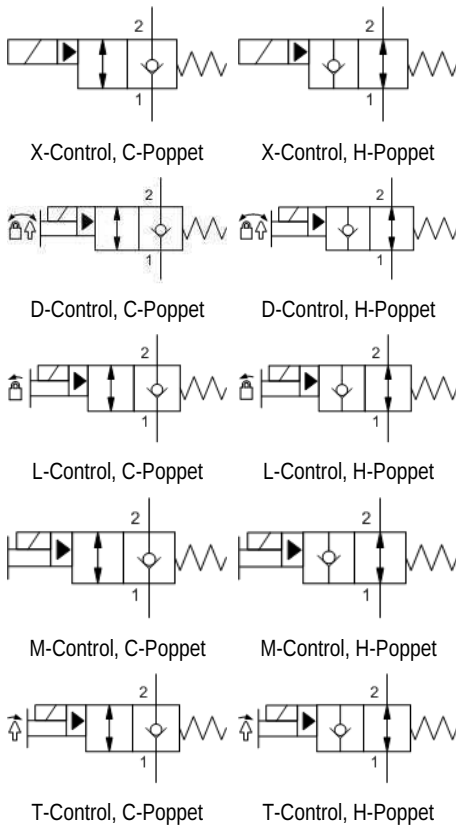 2
2
1
1
X-Control, C-Poppet
X-Control, H-Poppet
2
2
1
1
D-Control, C-Poppet
D-Control, H-Poppet
2
2
1
1
L-Control, C-Poppet
L-Control, H-Poppet
2
2
1
1
M-Control, C-Poppet
M-Control, H-Poppet
2
2
1
1
T-Control, C-Poppet
T-Control, H-Poppet